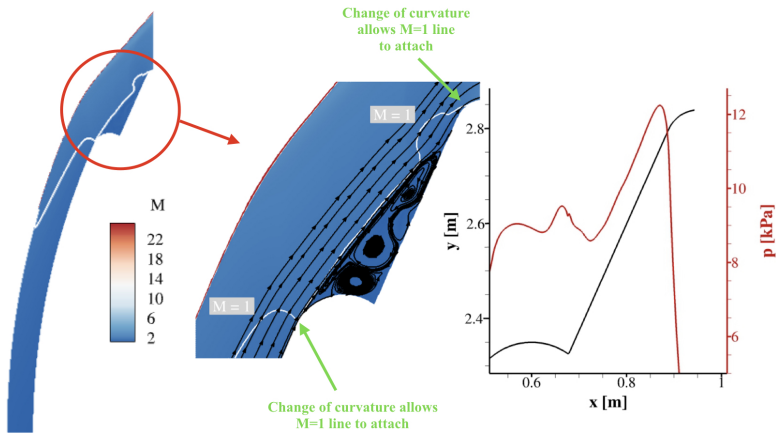 Change of curvature
allows M=1 line
to attach
M
22
18
14
10
6
2
M = 1
M = 1
Change of curvature allows
M=1 line to attach
y [m]
2.8
2.6
2.4
0.6
0.8
1
x [m]
12
10
8
6
p [kPa]